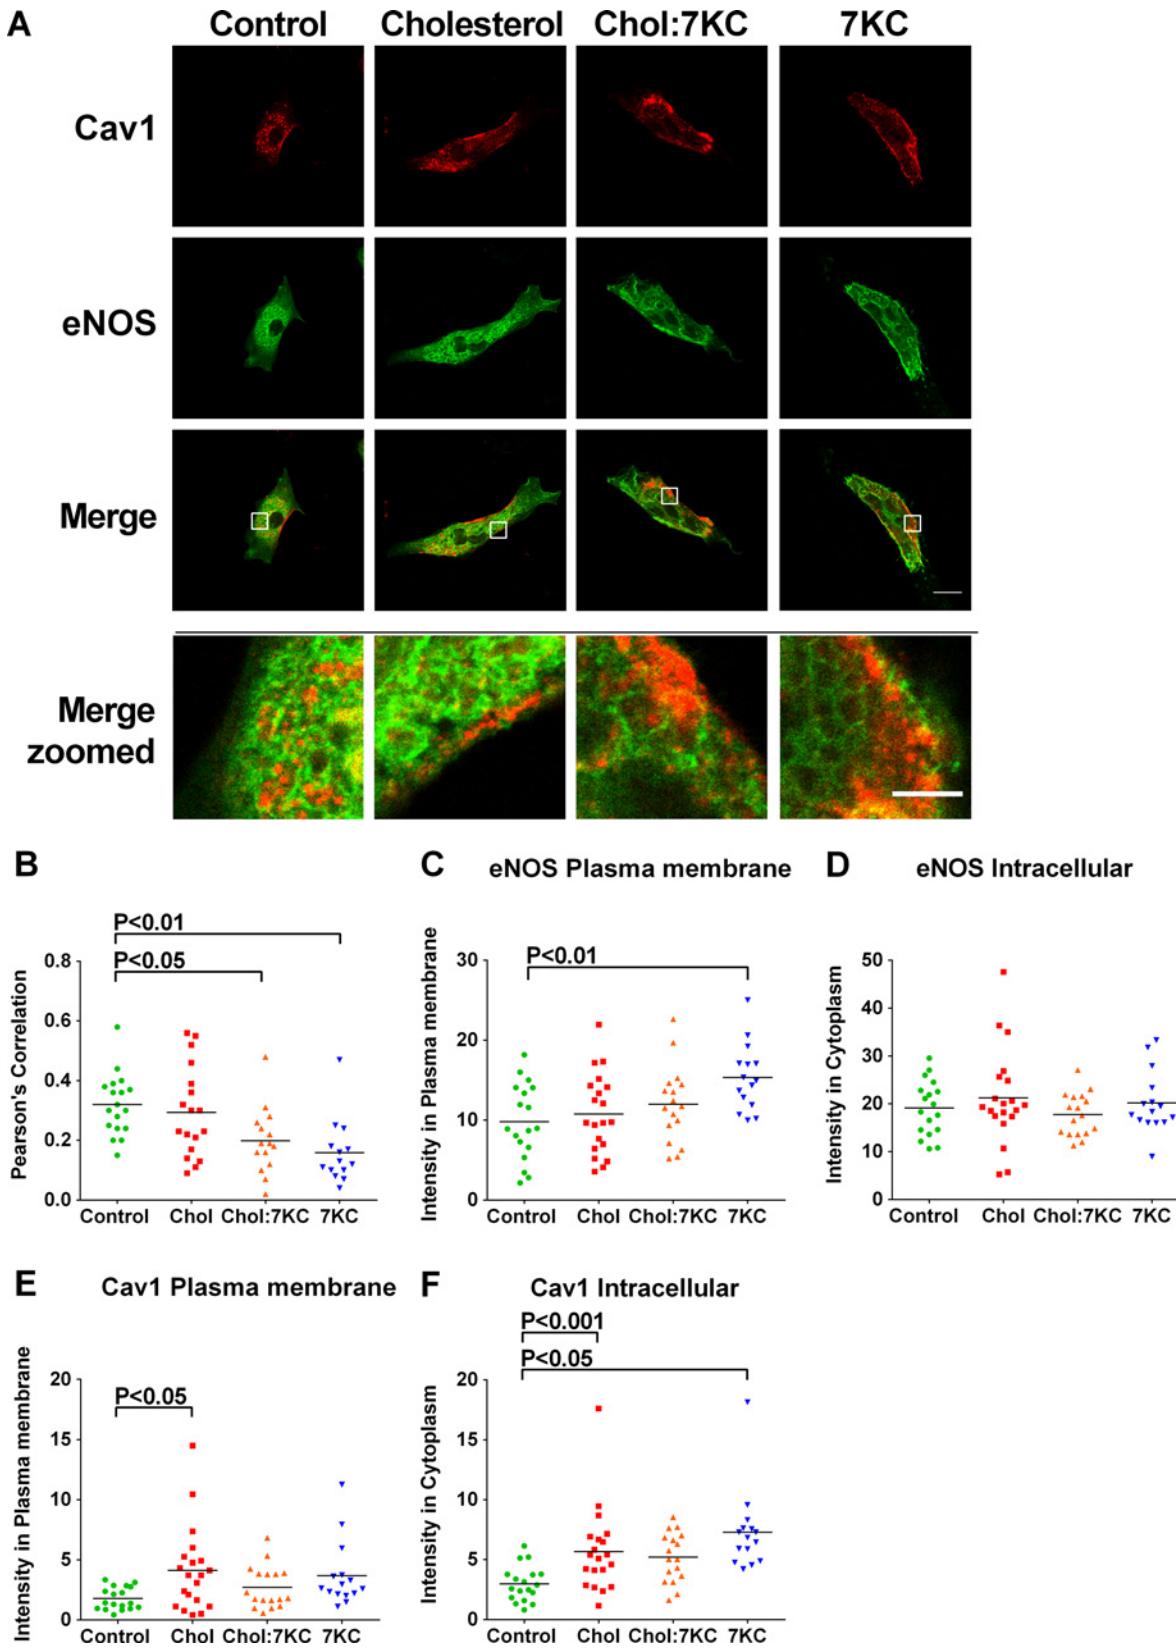 A
Control Cholesterol Chol:7KC 7KC
Cav1
eNOS
Merge
Merge
zoomed
B
P<0.01
P<0.05
Pearson's Correlation
0.8
0.6
0.4
0.2
0.0
Control Chol Chol:7KC 7KC
C eNOS Plasma membrane
P<0.01
Intensity in Plasma membrane
30
20
10
0
Control Chol Chol:7KC 7KC
D eNOS Intracellular
Intensity in Cytoplasm
50
40
30
20
10
0
Control Chol Chol:7KC 7KC
E Cav1 Plasma membrane
P<0.05
Intensity in Plasma membrane
20
15
10
5
0
Control Chol Chol:7KC 7KC
F Cav1 Intracellular
P<0.001
P<0.05
Intensity in Cytoplasm
20
15
10
5
0
Control Chol Chol:7KC 7KC